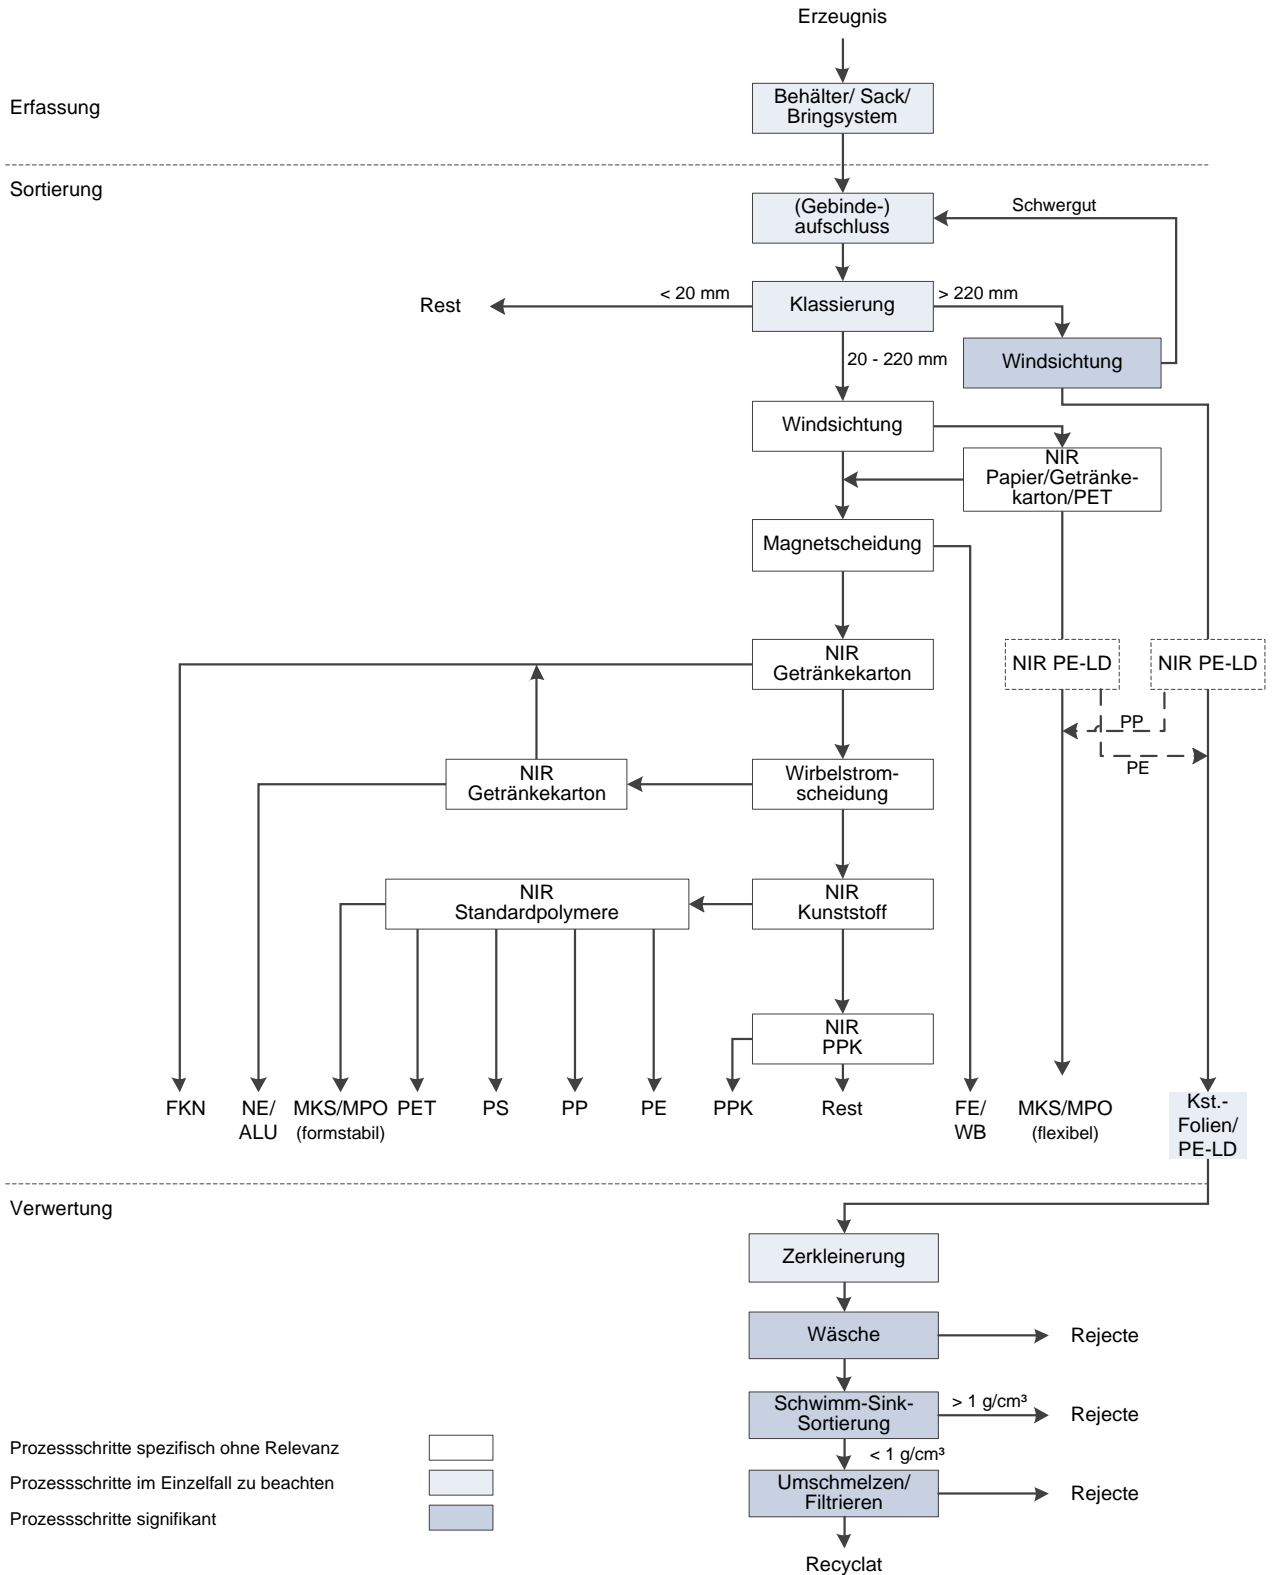 Erzeugnis
Erfassung
Behälter/ Sack/
Bringsystem
Sortierung
(Gebinde-)
aufschluss
Schwergut
Rest
< 20 mm
Klassierung
> 220 mm
20 - 220 mm
Windsichtung
Windsichtung
NIR
Papier/Getränke-
karton/PET
Magnetscheidung
NIR
Getränkekarton
NIR PE-LD
NIR PE-LD
PP
PE
NIR
Getränkekarton
Wirbelstrom-
scheidung
NIR
Standardpolymere
NIR
Kunststoff
NIR
PPK
FKN
NE/
ALU
MKS/MPO
(formstabil)
PET
PS
PP
PE
PPK
Rest
FE/
WB
MKS/MPO
(flexibel)
Kst.-
Folien/
PE-LD
Verwertung
Zerkleinerung
Wäsche
Rejecte
Schwimm-Sink-
Sortierung
> 1 g/cm³
Rejecte
< 1 g/cm³
Umschmelzen/
Filtrieren
Rejecte
Recyclat
Prozessschritte spezifisch ohne Relevanz
Prozessschritte im Einzelfall zu beachten
Prozessschritte signifikant